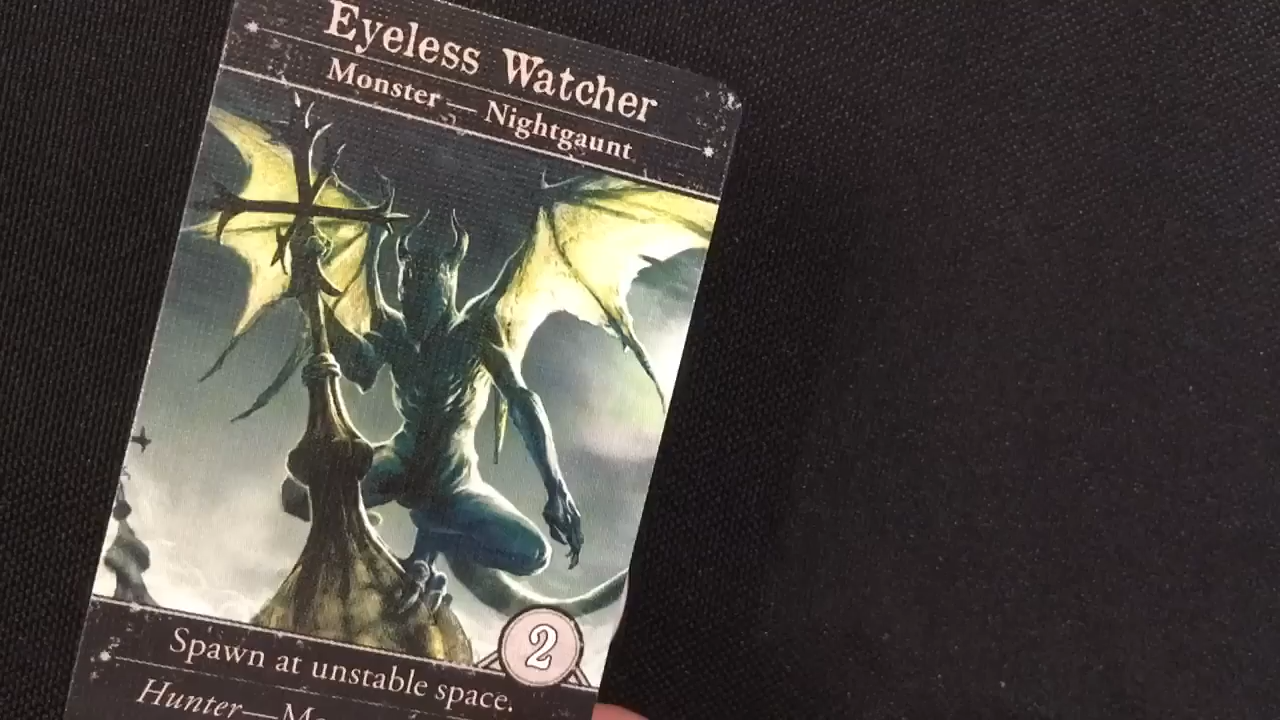 Eyeless Watcher
Monster — Nightgaunt
2
Spawn at unstable space.
Hunter—